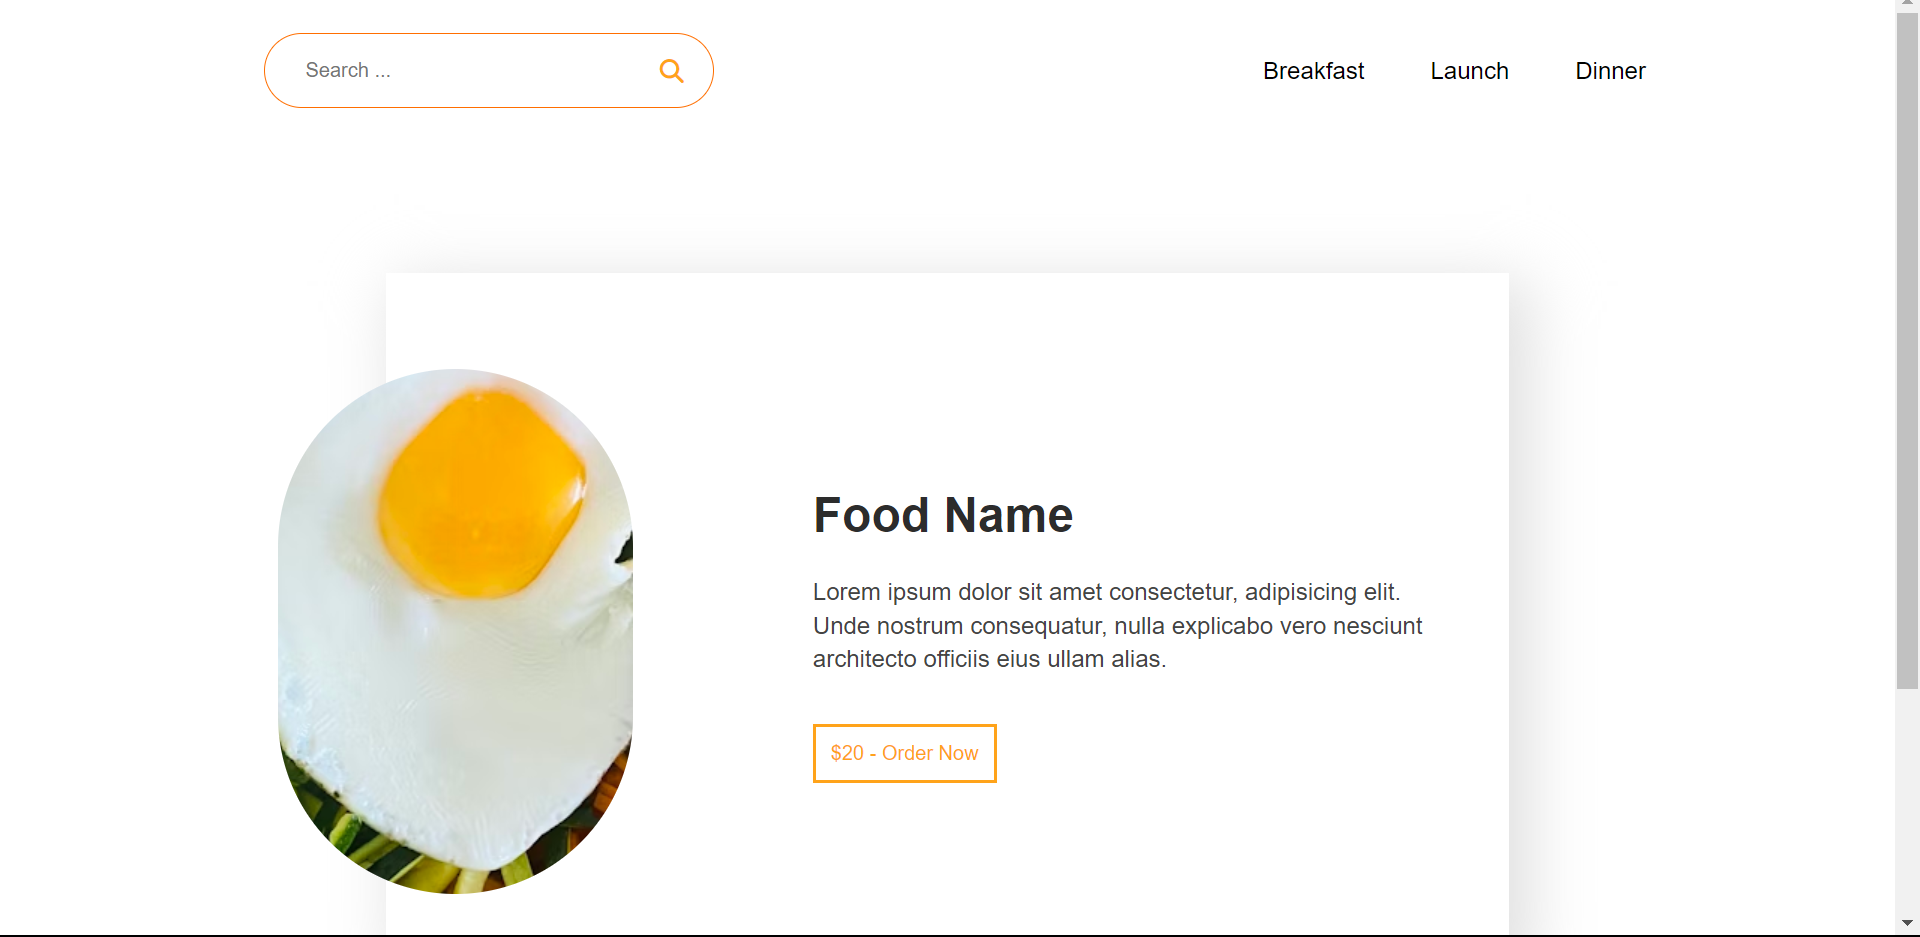 Search ...
Breakfast
Launch
Dinner
Food Name
Lorem ipsum dolor sit amet consectetur, adipisicing elit.
Unde nostrum consequatur, nulla explicabo vero nesciunt
architecto officiis eius ullam alias.
$20 - Order Now